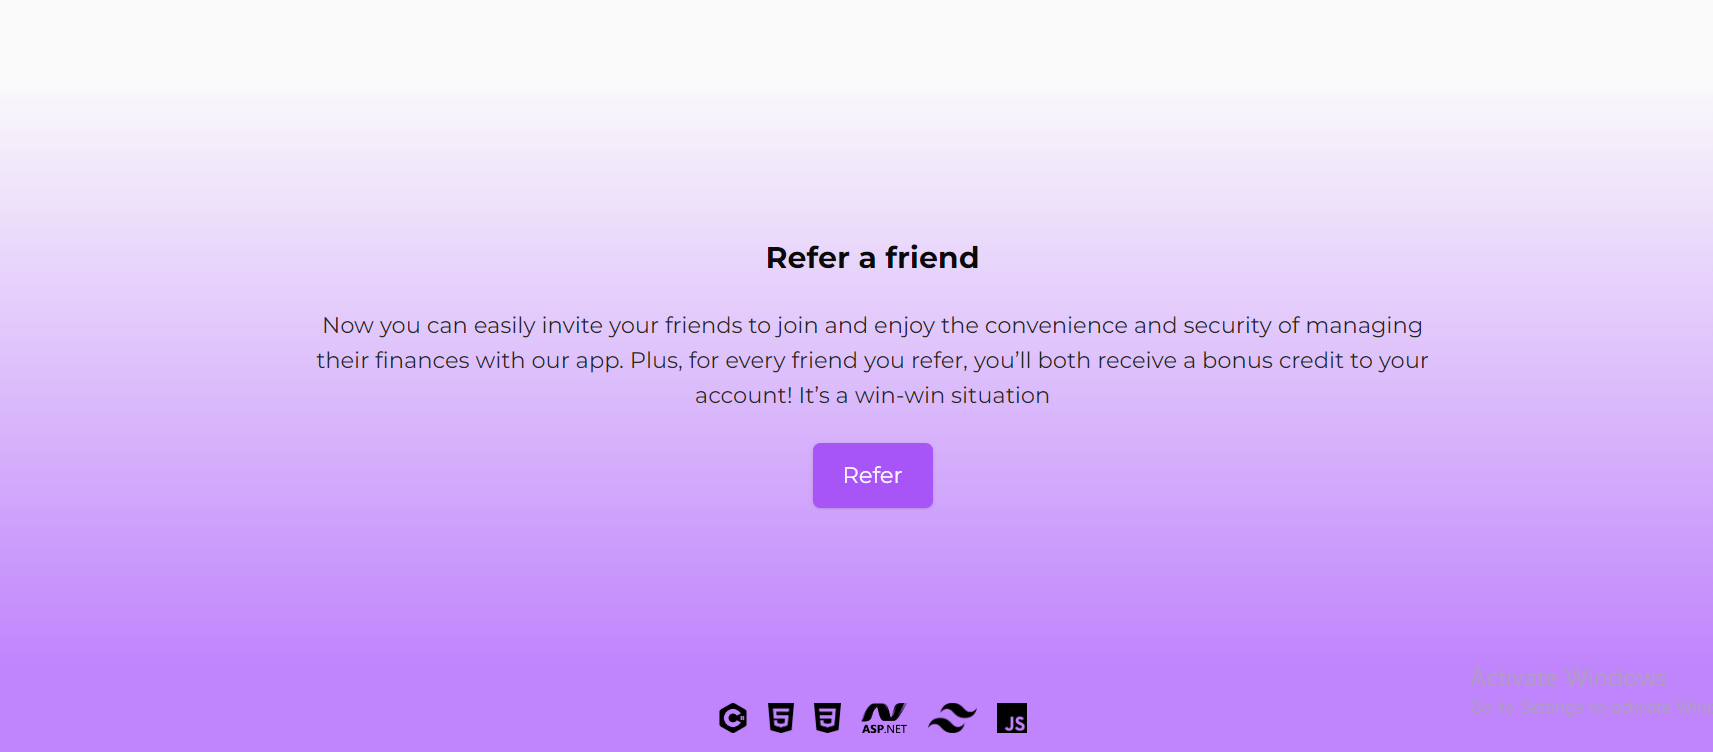 Refer a friend
Now you can easily invite your friends to join and enjoy the convenience and security of managing
their finances with our app. Plus, for every friend you refer, you’ll both receive a bonus credit to your
account! It’s a win-win situation
Refer
C
5
3
ASP.NET
JS
Activate Windows
Go to Settings to activate